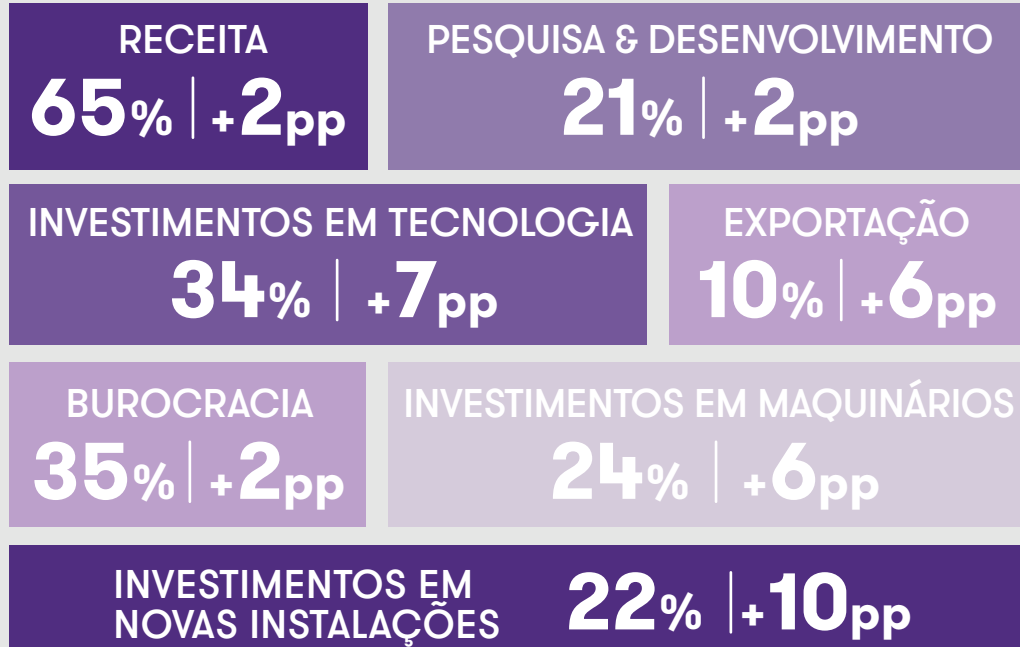 RECEITA
65% | +2pp
PESQUISA & DESENVOLVIMENTO
21% | +2pp
INVESTIMENTOS EM TECNOLOGIA
34% | +7pp
EXPORTAÇÃO
10% | +6pp
BUROCRACIA
35% | +2pp
INVESTIMENTOS EM MAQUINÁRIOS
24% | +6pp
INVESTIMENTOS EM
NOVAS INSTALAÇÕES
22% | +10pp